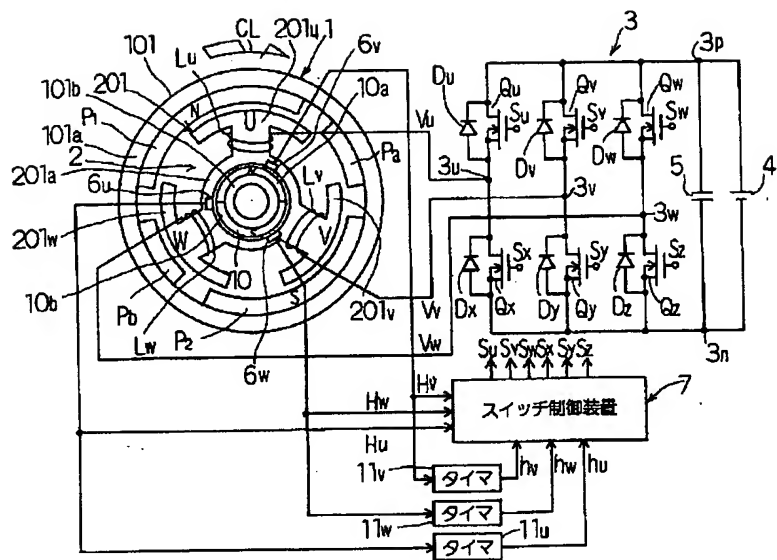 CL
201u
1
6v
10a
Lu
101
201
101b
101a
P1
N
U
2
201a
6u
201w
W
10b
Pb
Lw
P2
10
S
6w
Lv
V
Pa
201v
Vu
Vv
Vw
3
3p
Du
Qu
Su
Dv
Qv
Sv
Dw
Qw
Sw
3u
3v
3w
5
4
Dx
Qx
Sx
Dy
Qy
Sy
Dz
Qz
Sz
3n
Su Sv Sw Sx Sy Sz
Hv
Hw
Hu
スイッチ制御装置
7
hv
hw
hu
11v
タイマ
11w
タイマ
11u
タイマ